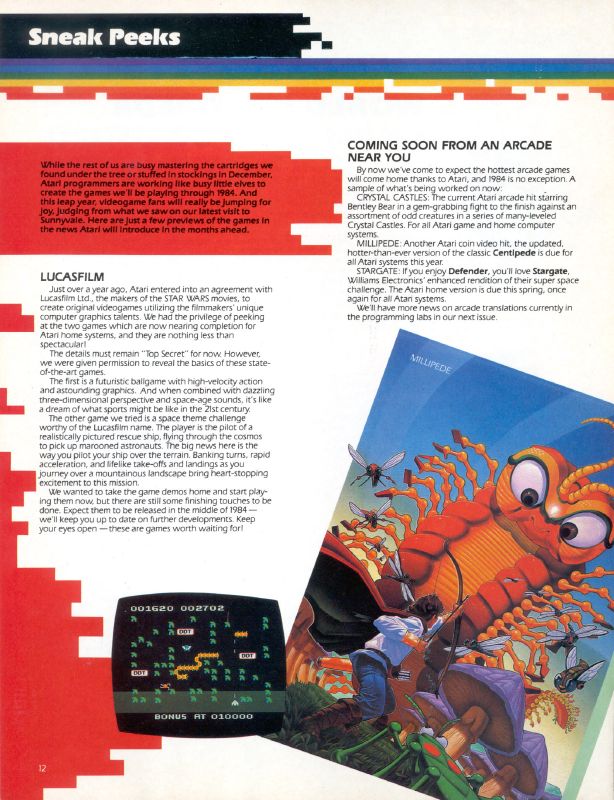 Sneak Peeks
While the rest of us are busy mastering the cartridges we
found under the tree or stuffed in stockings in December,
Atari programmers are working like busy little elves to
create the games we'll be playing through 1984. And
this leap year, videogame fans will really be jumping for
joy, judging from what we saw on our latest visit to
Sunnyvale. Here are just a few previews of the games in
the news Atari will introduce in the months ahead.
LUCASFILM
Just over a year ago, Atari entered into an agreement with
Lucasfilm Ltd., the makers of the STAR WARS movies, to
create original videogames utilizing the filmmakers' unique
computer graphics talents. We had the privilege of peeking
at the two games which are now nearing completion for
Atari home systems, and they are nothing less than
spectacular!
The details must remain "Top Secret" for now. However,
we were given permission to reveal the basics of these state-
of-the-art games.
The first is a futuristic ballgame with high-velocity action
and astounding graphics. And when combined with dazzling
three-dimensional perspective and space-age sounds, it's like
a dream of what sports might be like in the 21st century.
The other game we tried is a space theme challenge
worthy of the Lucasfilm name. The player is the pilot of a
realistically pictured rescue ship, flying through the cosmos
to pick up marooned astronauts. The big news here is the
way you pilot your ship over the terrain. Banking turns, rapid
acceleration, and lifelike take-offs and landings as you
journey over a mountainous landscape bring heart-stopping
excitement to this mission.
We wanted to take the game demos home and start play-
ing them now, but there are still some finishing touches to be
done. Expect them to be released in the middle of 1984 —
we'll keep you up to date on further developments. Keep
your eyes open — these are games worth waiting for!
COMING SOON FROM AN ARCADE
NEAR YOU
By now we've come to expect the hottest arcade games
will come home thanks to Atari, and 1984 is no exception. A
sample of what's being worked on now:
CRYSTAL CASTLES: The current Atari arcade hit starring
Bentley Bear in a gem-grabbing fight to the finish against an
assortment of odd creatures in a series of many-leveled
Crystal Castles. For all Atari game and home computer
systems.
MILLIPEDE: Another Atari coin video hit, the updated,
hotter-than-ever version of the classic Centipede is due for
all Atari systems this year.
STARGATE: If you enjoy Defender, you'll love Stargate,
Williams Electronics' enhanced rendition of their super space
challenge. The Atari home version is due this spring, once
again for all Atari systems.
We'll have more news on arcade translations currently in
the programming labs in our next issue.
MILLIPEDE
001620 002702
DDT
DDT
DDT
BONUS AT 010000
12